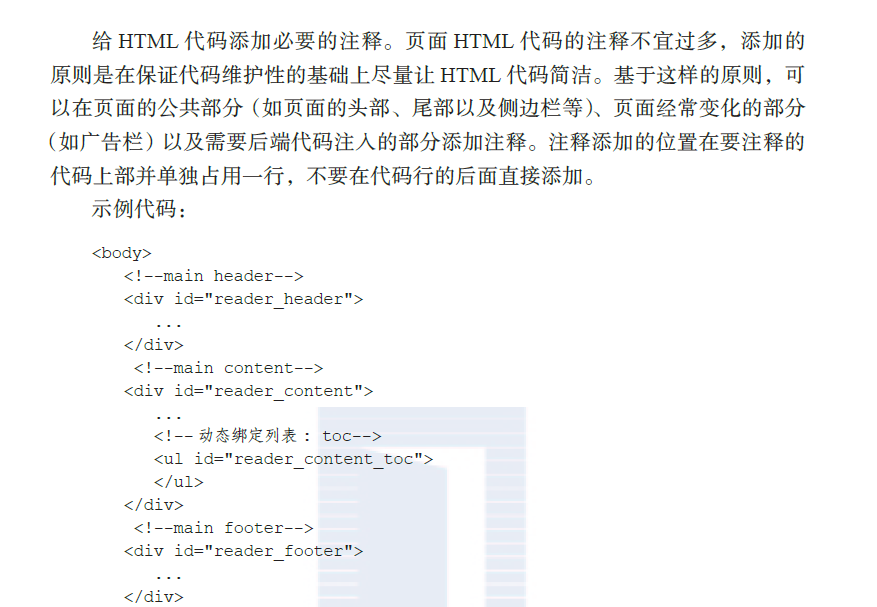 给 HTML 代码添加必要的注释。页面 HTML 代码的注释不宜过多，添加的
原则是在保证代码维护性的基础上尽量让 HTML 代码简洁。基于这样的原则，可
以在页面的公共部分（如页面的头部、尾部以及侧边栏等）、页面经常变化的部分
（如广告栏）以及需要后端代码注入的部分添加注释。注释添加的位置在要注释的
代码上部并单独占用一行，不要在代码行的后面直接添加。
示例代码：
<body>
<!--main header-->
<div id="reader_header">
...
</div>
<!--main content-->
<div id="reader_content">
...
<!-- 动态绑定列表： toc-->
<ul id="reader_content_toc">
</ul>
</div>
<!--main footer-->
<div id="reader_footer">
...
</div>